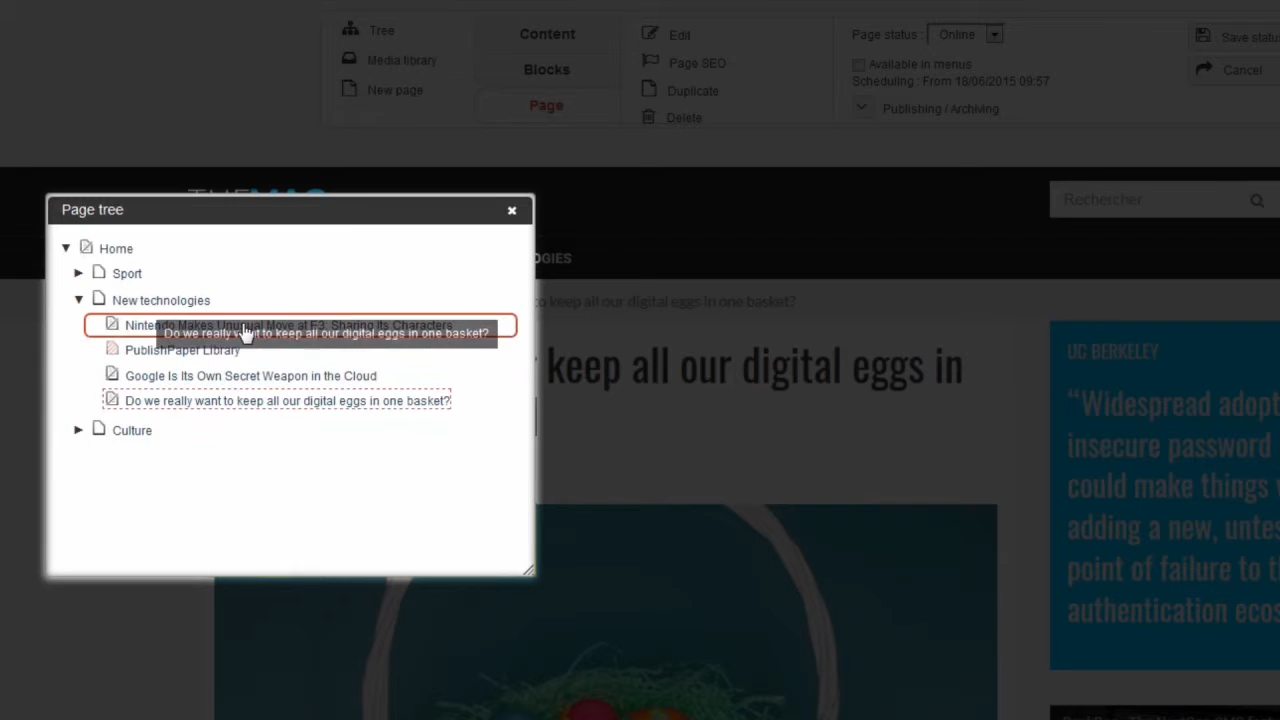 Tree
Media library
New page
Content
Blocks
Page
Edit
Page SEO
Duplicate
Delete
Page status : Online
Available in menus
Scheduling : From 18/06/2015 09:57
Publishing / Archiving
Save statu
Cancel
Rechercher
OGIES
to keep all our digital eggs in one basket?
keep all our digital eggs in
Page tree
Home
Sport
New technologies
Nintendo Makes Unusual Move at E3: Sharing Its Characters
Do we really want to keep all our digital eggs in one basket?
PublishPaper Library
Google Is Its Own Secret Weapon in the Cloud
Do we really want to keep all our digital eggs in one basket?
Culture
UC BERKELEY
“Widespread adopt
insecure password
could make things
adding a new, untes
point of failure to t
authentication ecos